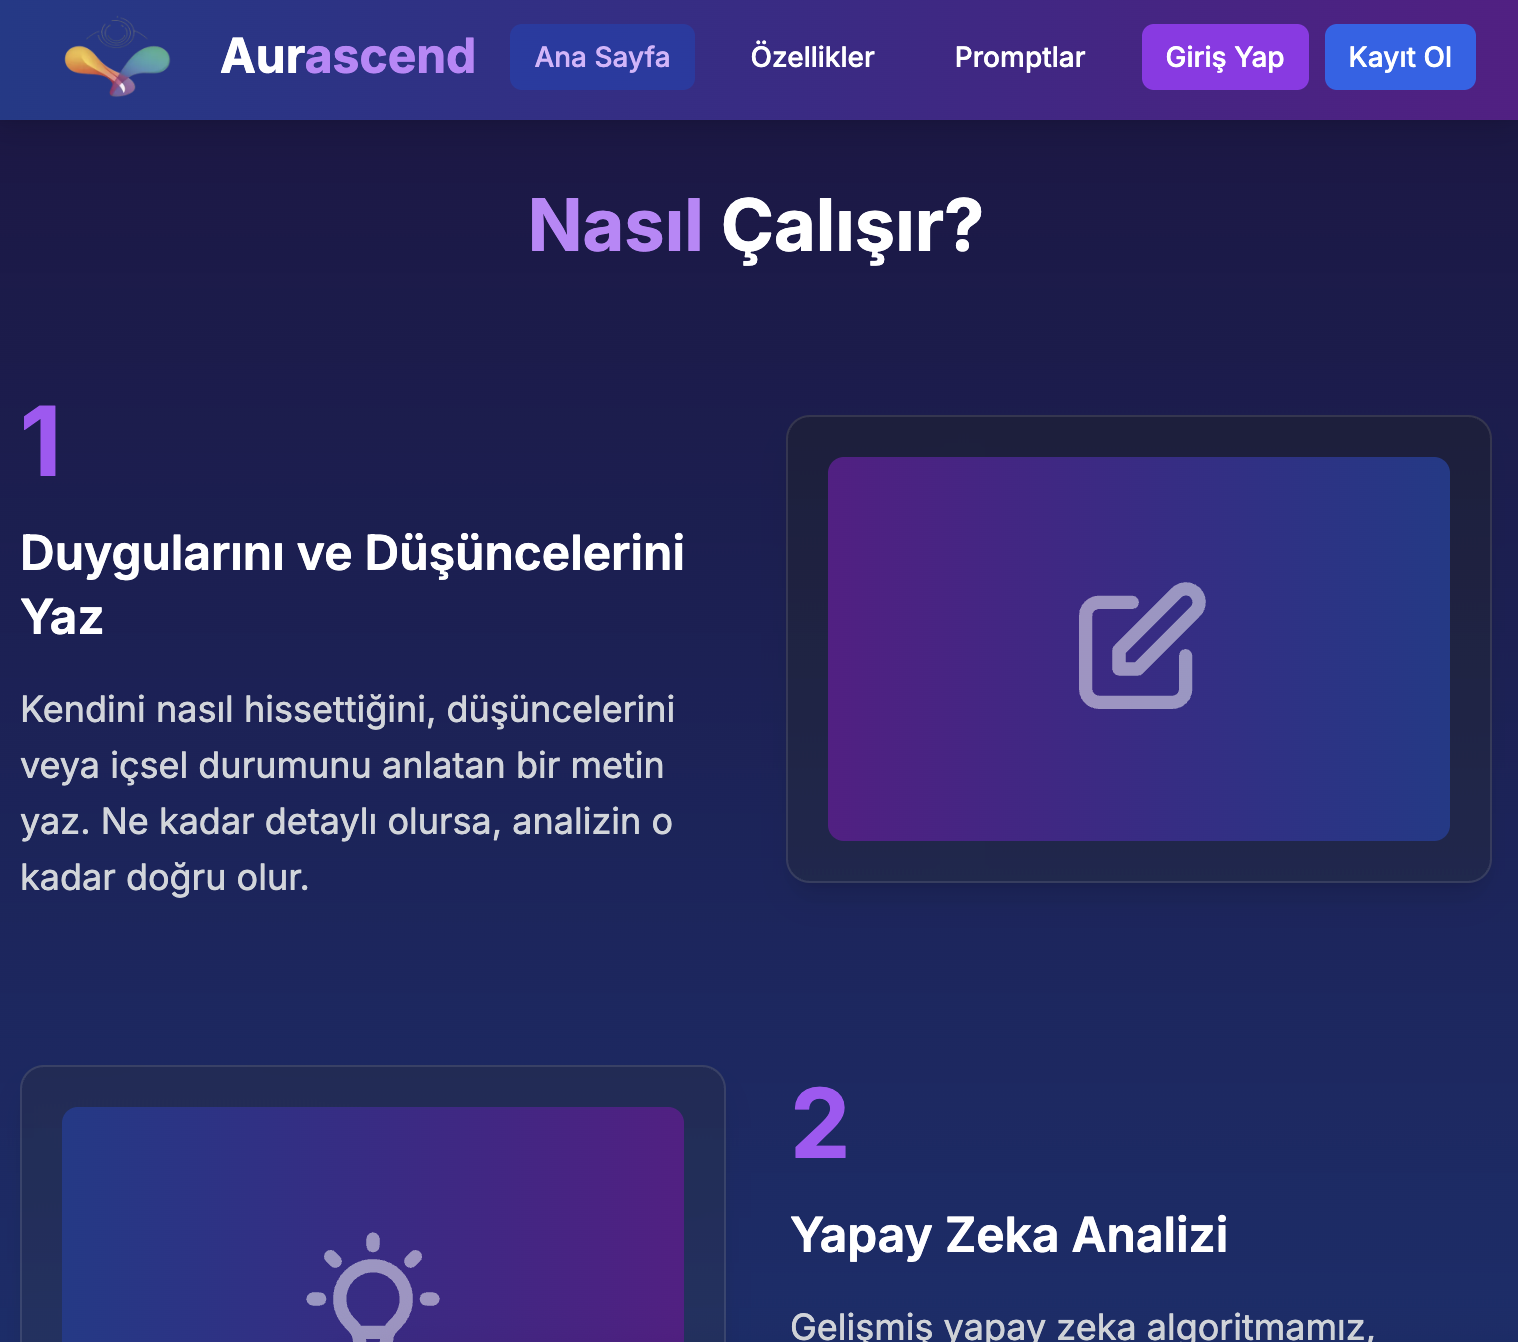 Aurascend
Ana Sayfa
Özellikler
Promptlar
Giriş Yap
Kayıt Ol
Nasıl Çalışır?
1
Duygularını ve Düşüncelerini
Yaz
Kendini nasıl hissettiğini, düşüncelerini
veya içsel durumunu anlatan bir metin
yaz. Ne kadar detaylı olursa, analizin o
kadar doğru olur.
2
Yapay Zeka Analizi
Gelişmiş yapay zeka algoritmamız,